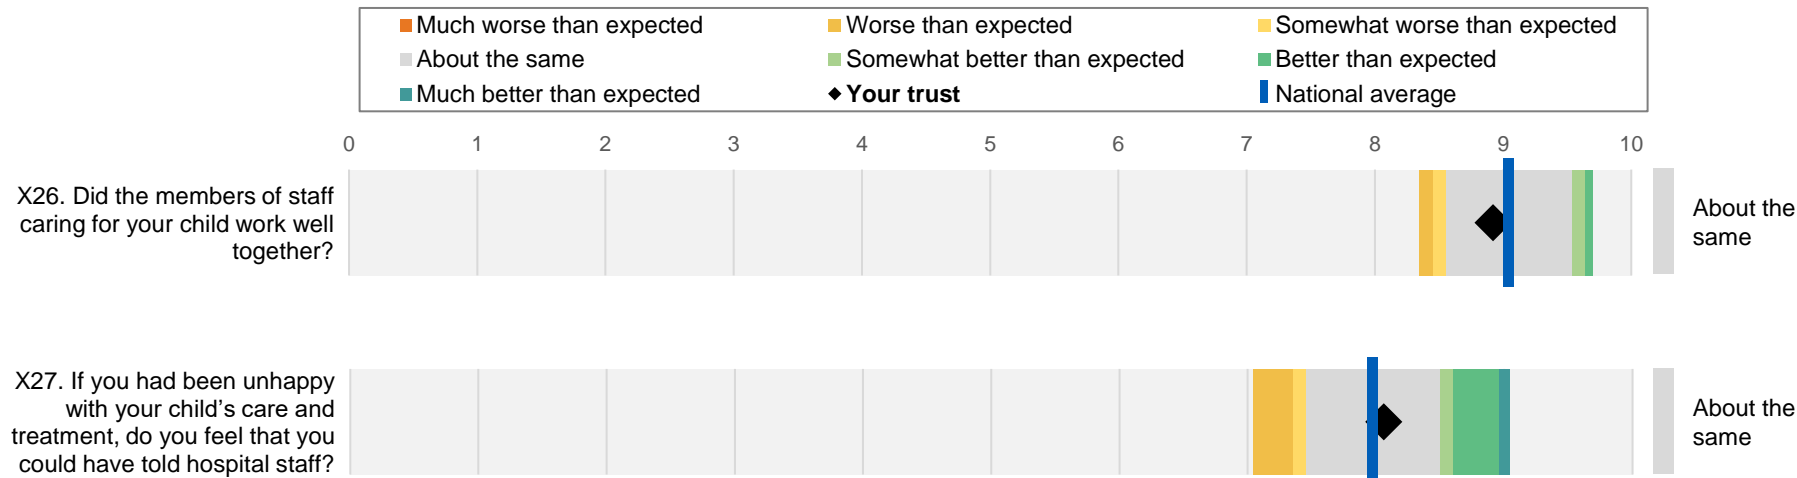 Much worse than expected
Worse than expected
Somewhat worse than expected
About the same
Somewhat better than expected
Better than expected
Much better than expected
Your trust
National average
0 1 2 3 4 5 6 7 8 9 10
X26. Did the members of staff
caring for your child work well
together?
About the
same
X27. If you had been unhappy
with your child’s care and
treatment, do you feel that you
could have told hospital staff?
About the
same